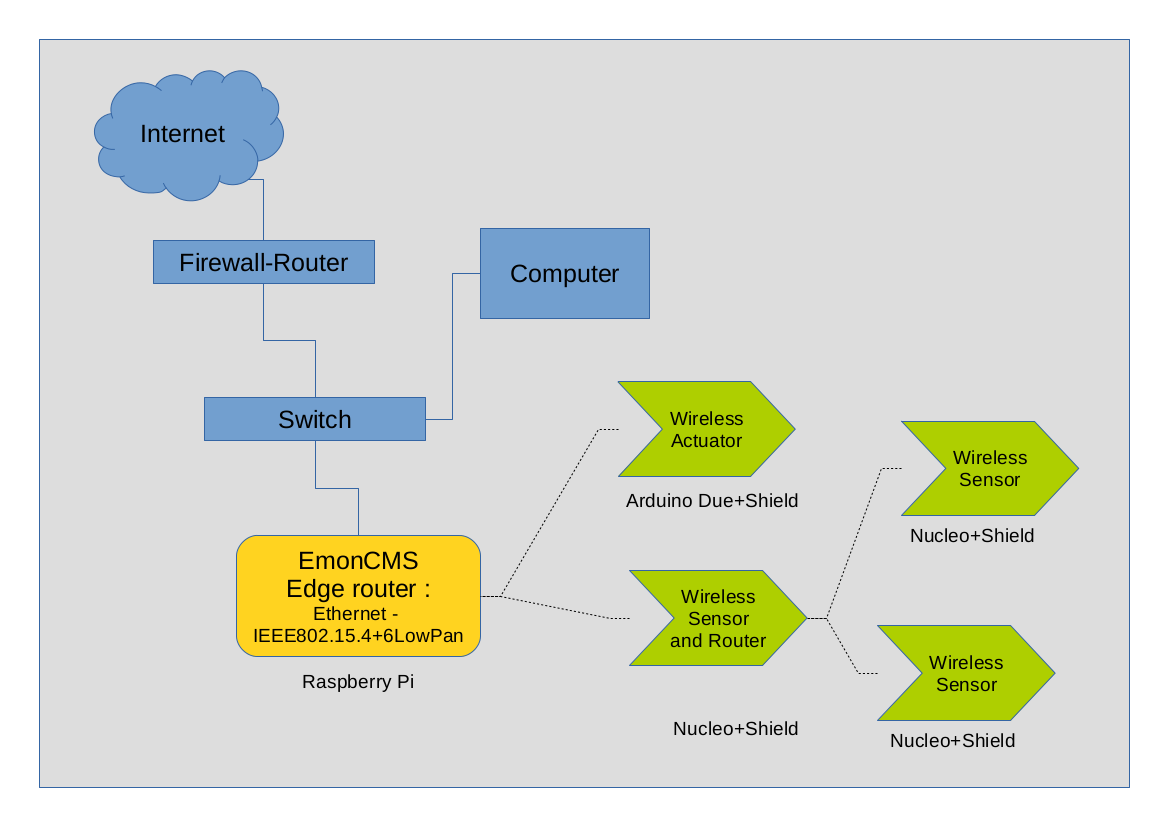 Internet
Firewall-Router
Computer
Switch
Wireless
Actuator
Arduino Due+Shield
Wireless
Sensor
Nucleo+Shield
EmonCMS
Edge router :
Ethernet -
IEEE802.15.4+6LowPan
Raspberry Pi
Wireless
Sensor
and Router
Nucleo+Shield
Wireless
Sensor
Nucleo+Shield